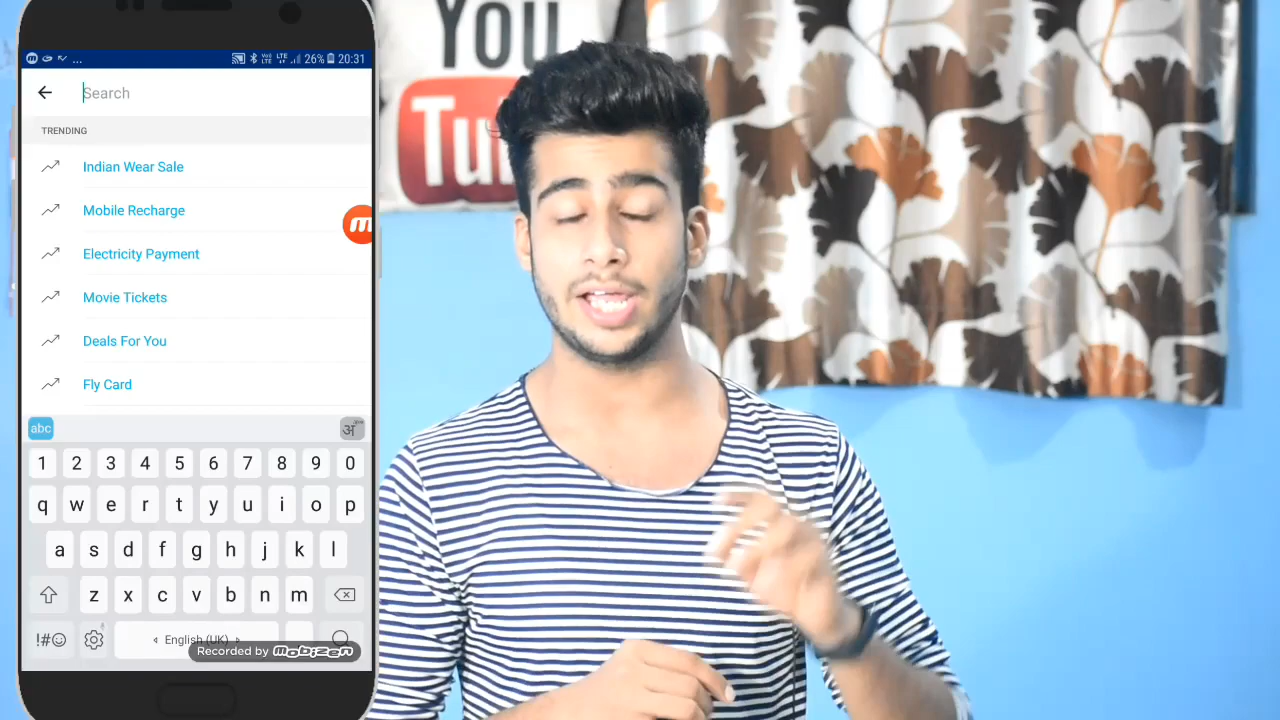 YOU
Tu
... 26% 20:31
Search
TRENDING
Indian Wear Sale
Mobile Recharge
Electricity Payment
Movie Tickets
Deals For You
Fly Card
abc
अ
1 2 3 4 5 6 7 8 9 0
q w e r t y u i o p
a s d f g h j k l
z x c v b n m
!#☺ English (UK)
Recorded by mobizen